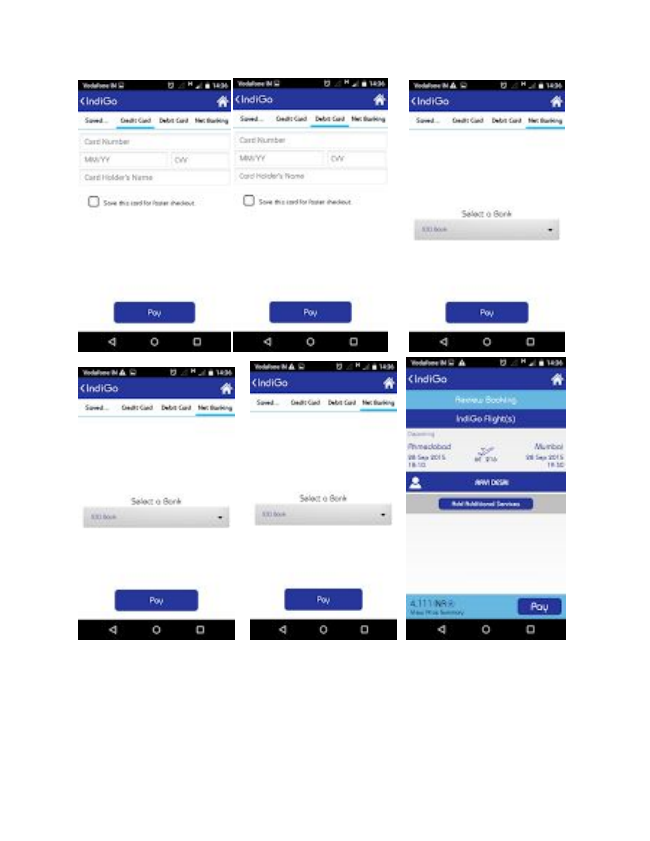 Vodafone IN 14:36
IndiGo
Saved... Credit Card Debit Card Net Banking
Card Number
MM/YY CVV
Card Holder's Name
Save this card for faster checkout
Pay
Vodafone IN 14:36
IndiGo
Saved... Credit Card Debit Card Net Banking
Card Number
MM/YY CVV
Card Holder's Name
Save this card for faster checkout
Pay
Vodafone IN 14:36
IndiGo
Saved... Credit Card Debit Card Net Banking
Select a Bank
ICICI Bank
Pay
Vodafone IN 14:36
IndiGo
Saved... Credit Card Debit Card Net Banking
Select a Bank
ICICI Bank
Pay
Vodafone IN 14:36
IndiGo
Saved... Credit Card Debit Card Net Banking
Select a Bank
ICICI Bank
Pay
Vodafone IN 14:36
IndiGo
Review Booking
IndiGo Flight(s)
Departing
Ahmedabad Mumbai
28 Sep 2015 6E 216 28 Sep 2015
RAVI DESAI
Add Additional Services
4,111 INR
View Price Summary
Pay